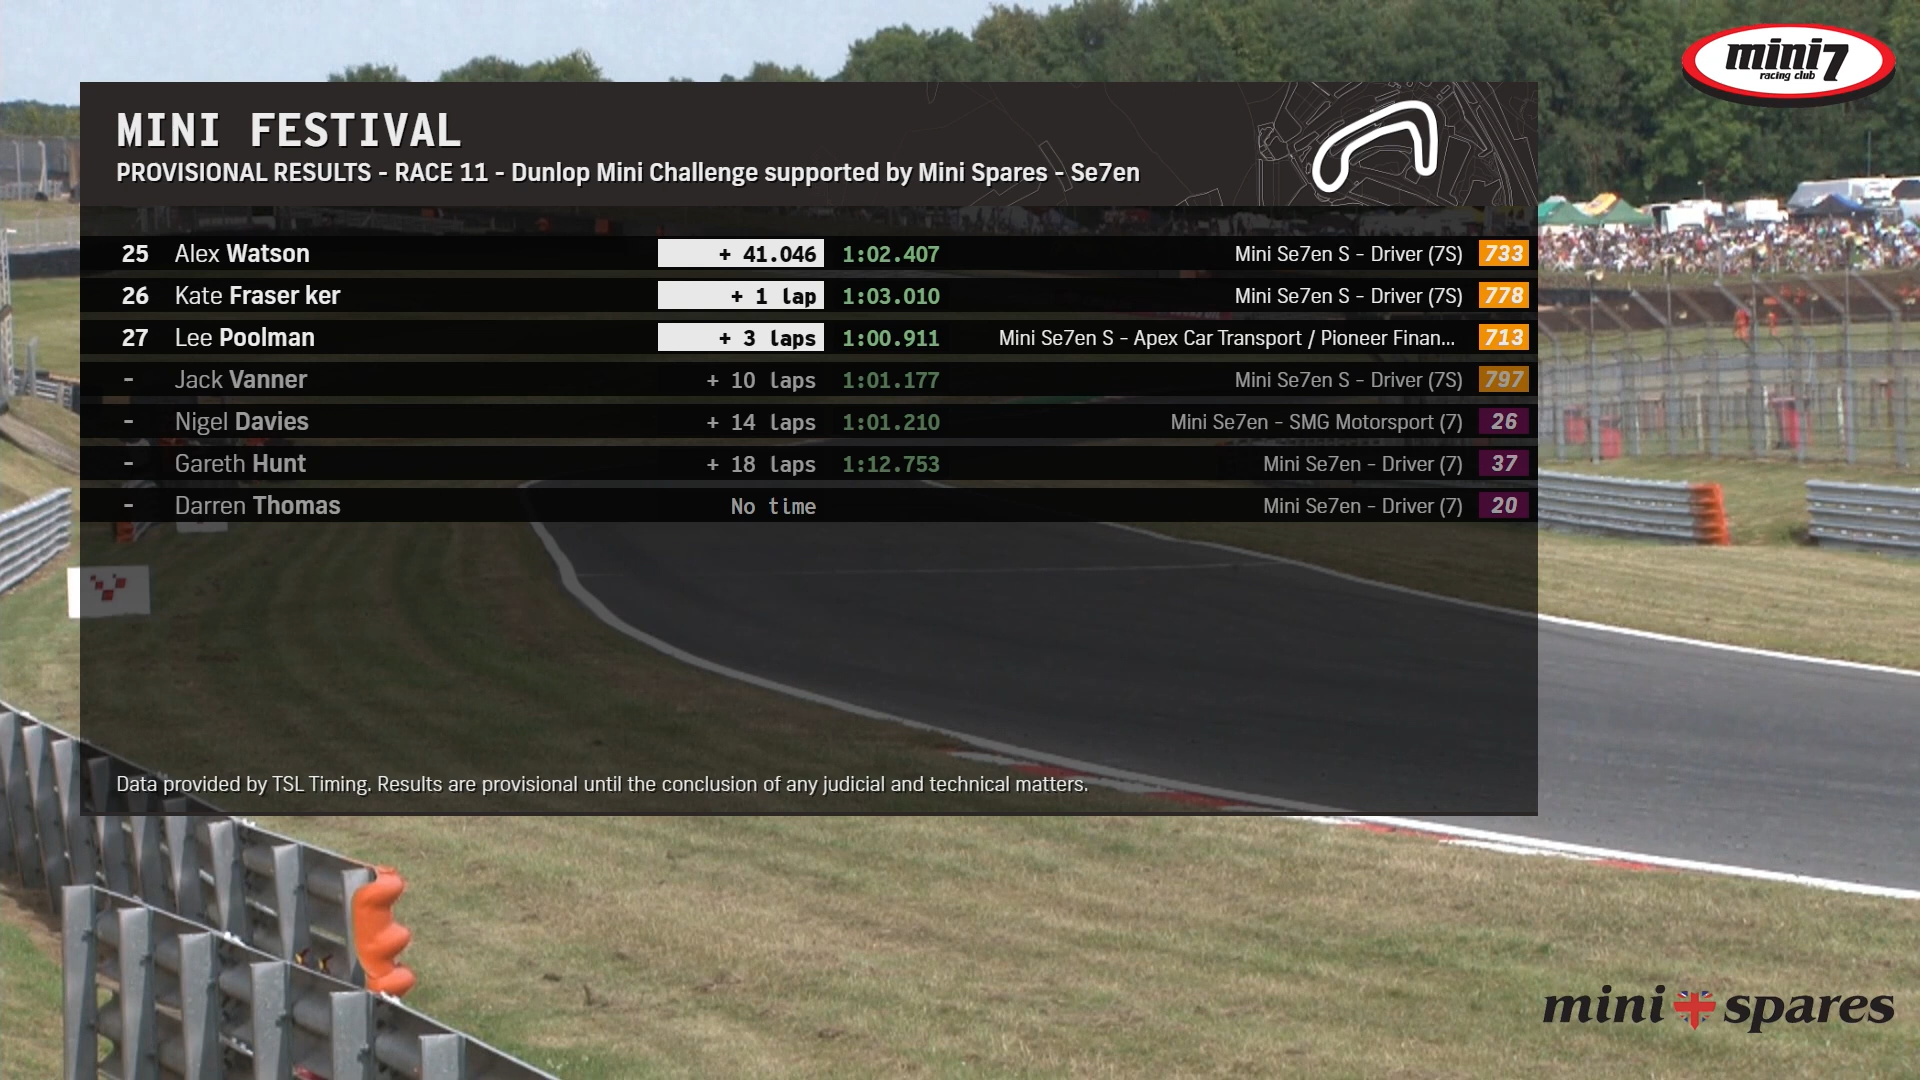 mini7
racing club
MINI FESTIVAL
PROVISIONAL RESULTS - RACE 11 - Dunlop Mini Challenge supported by Mini Spares - Se7en
25 Alex Watson + 41.046 1:02.407 Mini Se7en S - Driver (7S) 733
26 Kate Fraser ker + 1 lap 1:03.010 Mini Se7en S - Driver (7S) 778
27 Lee Poolman + 3 laps 1:00.911 Mini Se7en S - Apex Car Transport / Pioneer Finan... 713
- Jack Vanner + 10 laps 1:01.177 Mini Se7en S - Driver (7S) 797
- Nigel Davies + 14 laps 1:01.210 Mini Se7en - SMG Motorsport (7) 26
- Gareth Hunt + 18 laps 1:12.753 Mini Se7en - Driver (7) 37
- Darren Thomas No time Mini Se7en - Driver (7) 20
Data provided by TSL Timing. Results are provisional until the conclusion of any judicial and technical matters.
mini spares